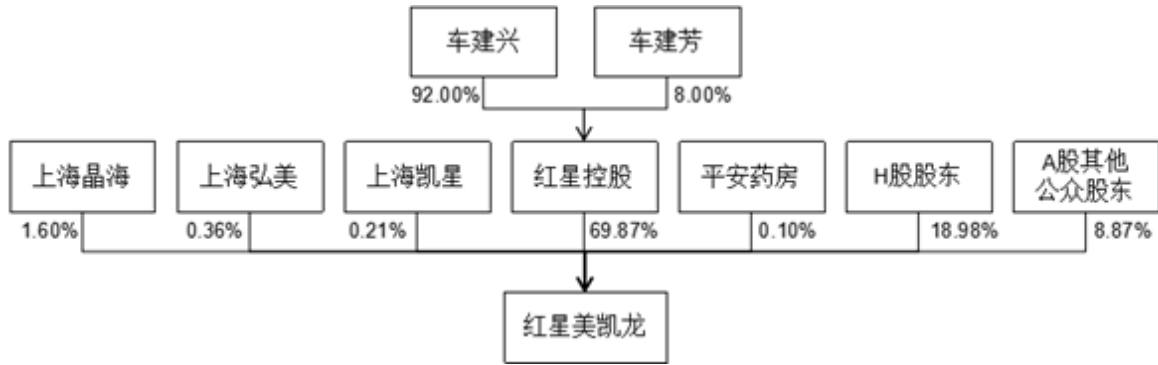 车建兴
车建芳
92.00%
8.00%
上海晶海
上海弘美
上海凯星
红星控股
平安药房
H股股东
A股其他
公众股东
1.60%
0.36%
0.21%
69.87%
0.10%
18.98%
8.87%
红星美凯龙